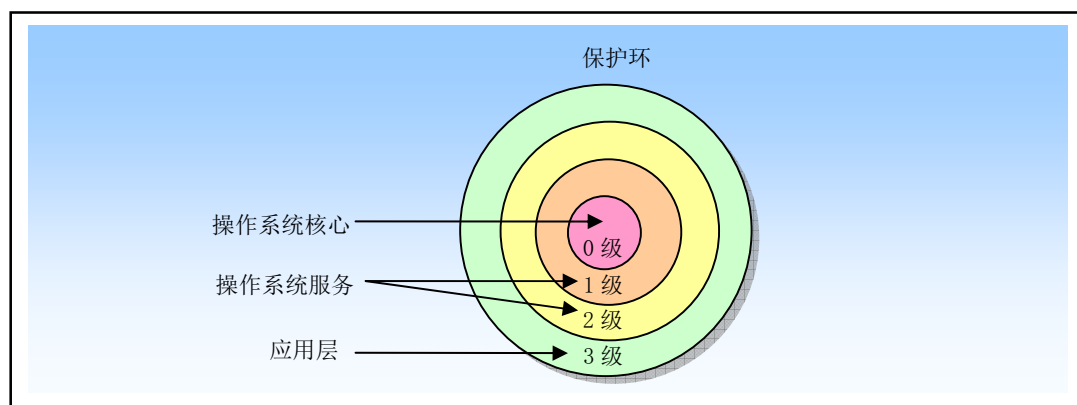 保护环
操作系统核心
0 级
操作系统服务
1 级
2 级
应用层
3 级